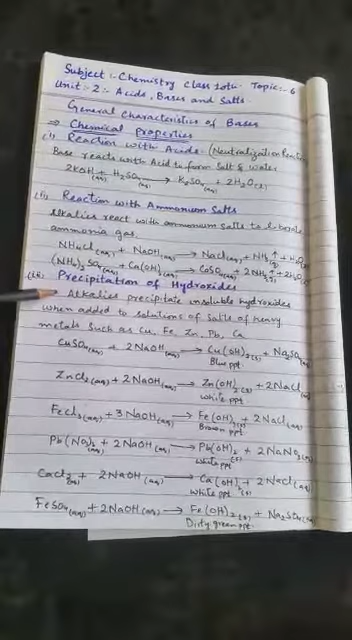 Subject :- Chemistry Class 10th Topic:- 6
Unit :- 2 :- Acids, Bases and Salts
General Characteristics of Bases
⇒ Chemical Properties
(i) Reaction with Acids (Neutralization Reaction
Base reacts with Acid to form Salt & water
2KOH(aq) + H₂SO₄(aq) → K₂SO₄(aq) + 2H₂O(l)
(ii) Reaction with Ammonium Salts
Alkalies react with ammonium salts to
ammonia gas.
NH₄Cl(aq) + NaOH(aq) → NaCl(aq) + NH₃↑(g) + H₂O
(NH₄)₂SO₄(aq) + Ca(OH)₂(aq) → CaSO₄(aq) + 2NH₃↑(g) + 2H₂O
Precipitation of Hydroxides
Alkalies precipitate insoluble hydroxides
when added to solutions of Salts of heavy
metals such as Cu, Fe, Zn, Pb, Ca
CuSO₄(aq) + 2NaOH(aq) → Cu(OH)₂(s) + Na₂SO₄(aq)
Blue ppt
ZnCl₂(aq) + 2NaOH(aq) → Zn(OH)₂(s) + 2NaCl(aq)
white ppt
FeCl₃(aq) + 3NaOH(aq) → Fe(OH)₃(s) + 2NaCl(aq)
Brown ppt
Pb(NO₃)₂ + 2NaOH(aq) → Pb(OH)₂(s) + 2NaNO₃(aq)
White ppt
CaCl₂(aq) + 2NaOH(aq) → Ca(OH)₂(s) + 2NaCl(aq)
White ppt
FeSO₄(aq) + 2NaOH(aq) → Fe(OH)₂(s) + Na₂SO₄(aq)
Dirty green ppt.